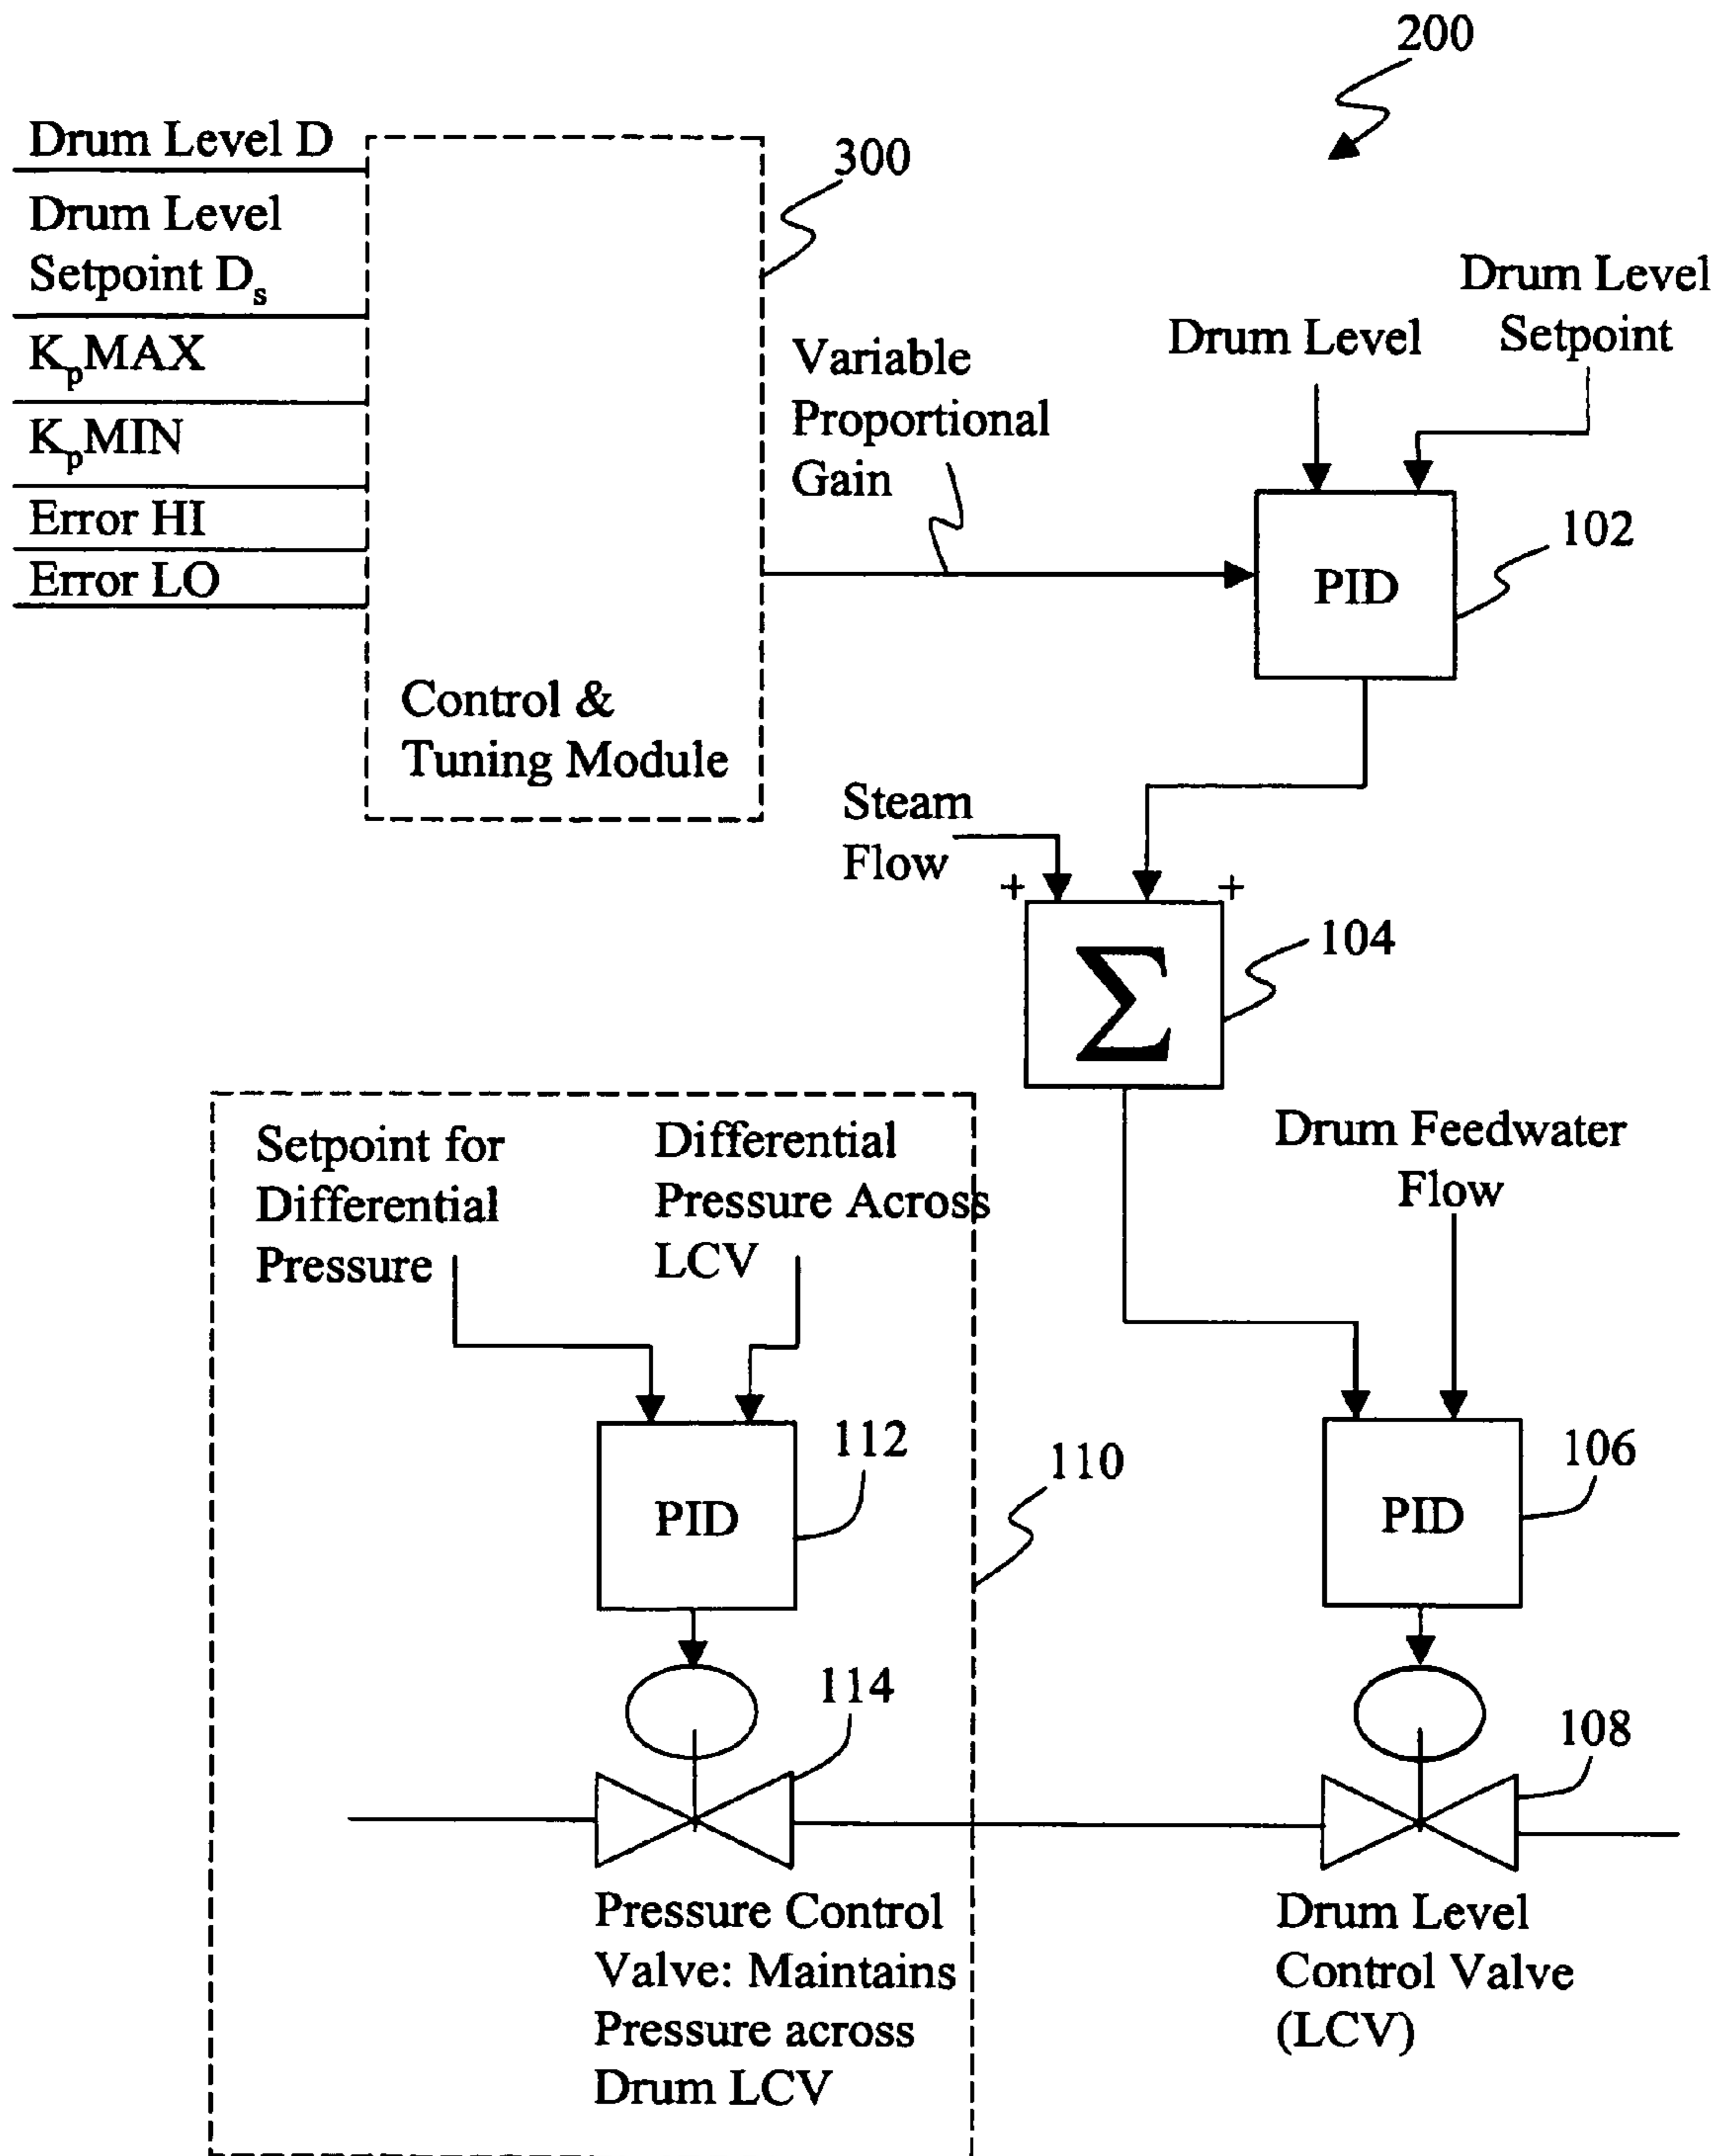 200
Drum Level D
300
Drum Level
Setpoint Ds
KpMAX
KpMIN
Error HI
Error LO
Control &
Tuning Module
Variable
Proportional
Gain
Drum Level
Drum Level
Setpoint
102
PID
Steam
Flow
+
+
104
Σ
Setpoint for
Differential
Pressure
Differential
Pressure Across
LCV
Drum Feedwater
Flow
112
PID
110
106
PID
114
108
Pressure Control
Valve: Maintains
Pressure across
Drum LCV
Drum Level
Control Valve
(LCV)